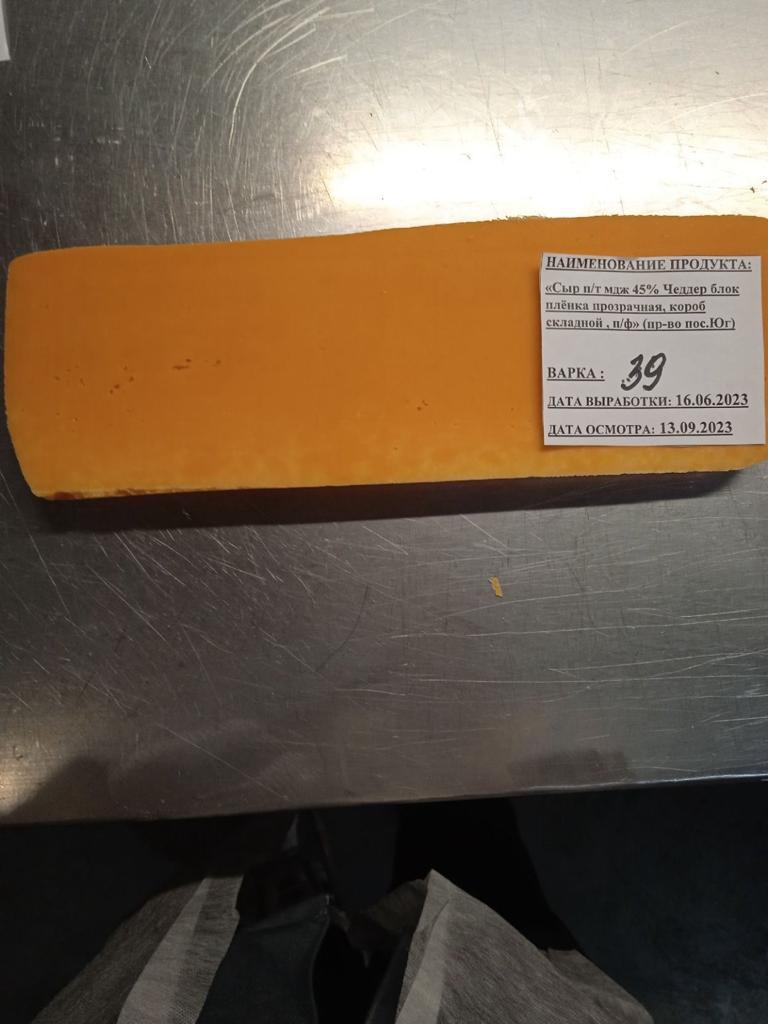 НАИМЕНОВАНИЕ ПРОДУКТА:
«Сыр п/т мдж 45% Чеддер блок
плёнка прозрачная, короб
складной , п/ф» (пр-во пос.Юг)
ВАРКА : 39
ДАТА ВЫРАБОТКИ: 16.06.2023
ДАТА ОСМОТРА: 13.09.2023